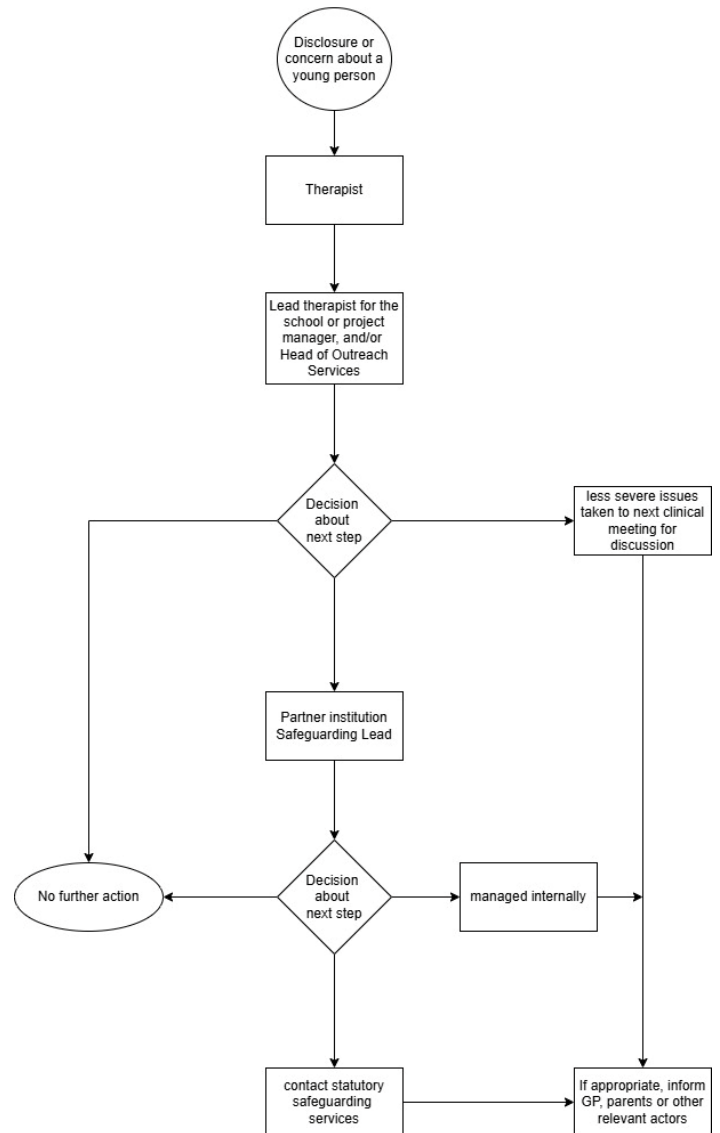 Disclosure or
concern about a
young person
Therapist
Lead therapist for the
school or project
manager, and/or
Head of Outreach
Services
Decision
about
next step
less severe issues
taken to next clinical
meeting for
discussion
Partner institution
Safeguarding Lead
No further action
Decision
about
next step
managed internally
contact statutory
safeguarding
services
If appropriate, inform
GP, parents or other
relevant actors